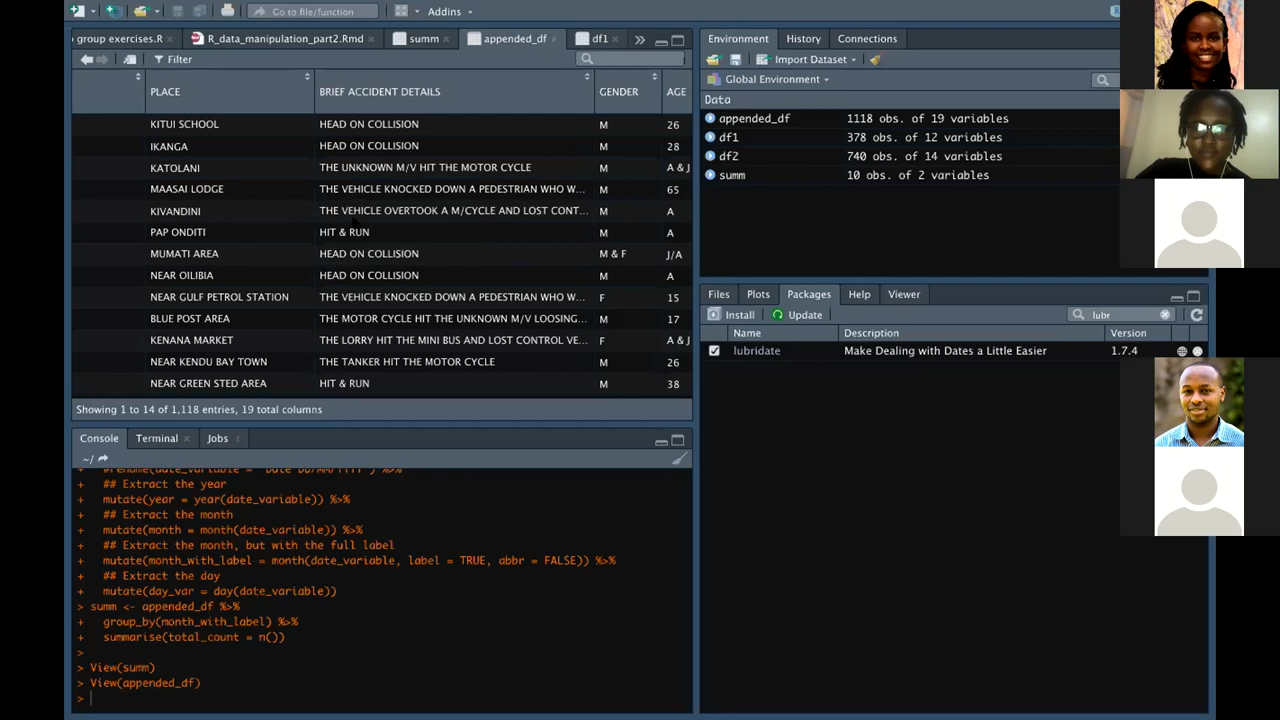 Go to file/function
Addins
group exercises.R
R_data_manipulation_part2.Rmd
summ
appended_df
df1
Filter
PLACE BRIEF ACCIDENT DETAILS GENDER AGE
KITUI SCHOOL HEAD ON COLLISION M 26
IKANGA HEAD ON COLLISION M 28
KATOLANI THE UNKNOWN M/V HIT THE MOTOR CYCLE M A & J
MAASAI LODGE THE VEHICLE KNOCKED DOWN A PEDESTRIAN WHO W... M 65
KIVANDINI THE VEHICLE OVERTOOK A M/CYCLE AND LOST CONT... M A
PAP ONDITI HIT & RUN M A
MUMATI AREA HEAD ON COLLISION M & F J/A
NEAR OILIBIA HEAD ON COLLISION M A
NEAR GULF PETROL STATION THE VEHICLE KNOCKED DOWN A PEDESTRIAN WHO W... F 15
BLUE POST AREA THE MOTOR CYCLE HIT THE UNKNOWN M/V LOOSING... M 17
KENANA MARKET THE LORRY HIT THE MINI BUS AND LOST CONTROL VE... F A & J
NEAR KENDU BAY TOWN THE TANKER HIT THE MOTOR CYCLE M 26
NEAR GREEN STED AREA HIT & RUN M 38
Showing 1 to 14 of 1,118 entries, 19 total columns
Console Terminal Jobs
~/
+ ## Extract the year
+ mutate(year = year(date_variable)) %>%
+ ## Extract the month
+ mutate(month = month(date_variable)) %>%
+ ## Extract the month, but with the full label
+ mutate(month_with_label = month(date_variable, label = TRUE, abbr = FALSE)) %>%
+ ## Extract the day
+ mutate(day_var = day(date_variable))
> summ <- appended_df %>%
+ group_by(month_with_label) %>%
+ summarise(total_count = n())
>
> View(summ)
> View(appended_df)
>
Environment History Connections
Import Dataset
Global Environment
Data
appended_df 1118 obs. of 19 variables
df1 378 obs. of 12 variables
df2 740 obs. of 14 variables
summ 10 obs. of 2 variables
Files Plots Packages Help Viewer
Install Update lubr
Name Description Version
lubridate Make Dealing with Dates a Little Easier 1.7.4